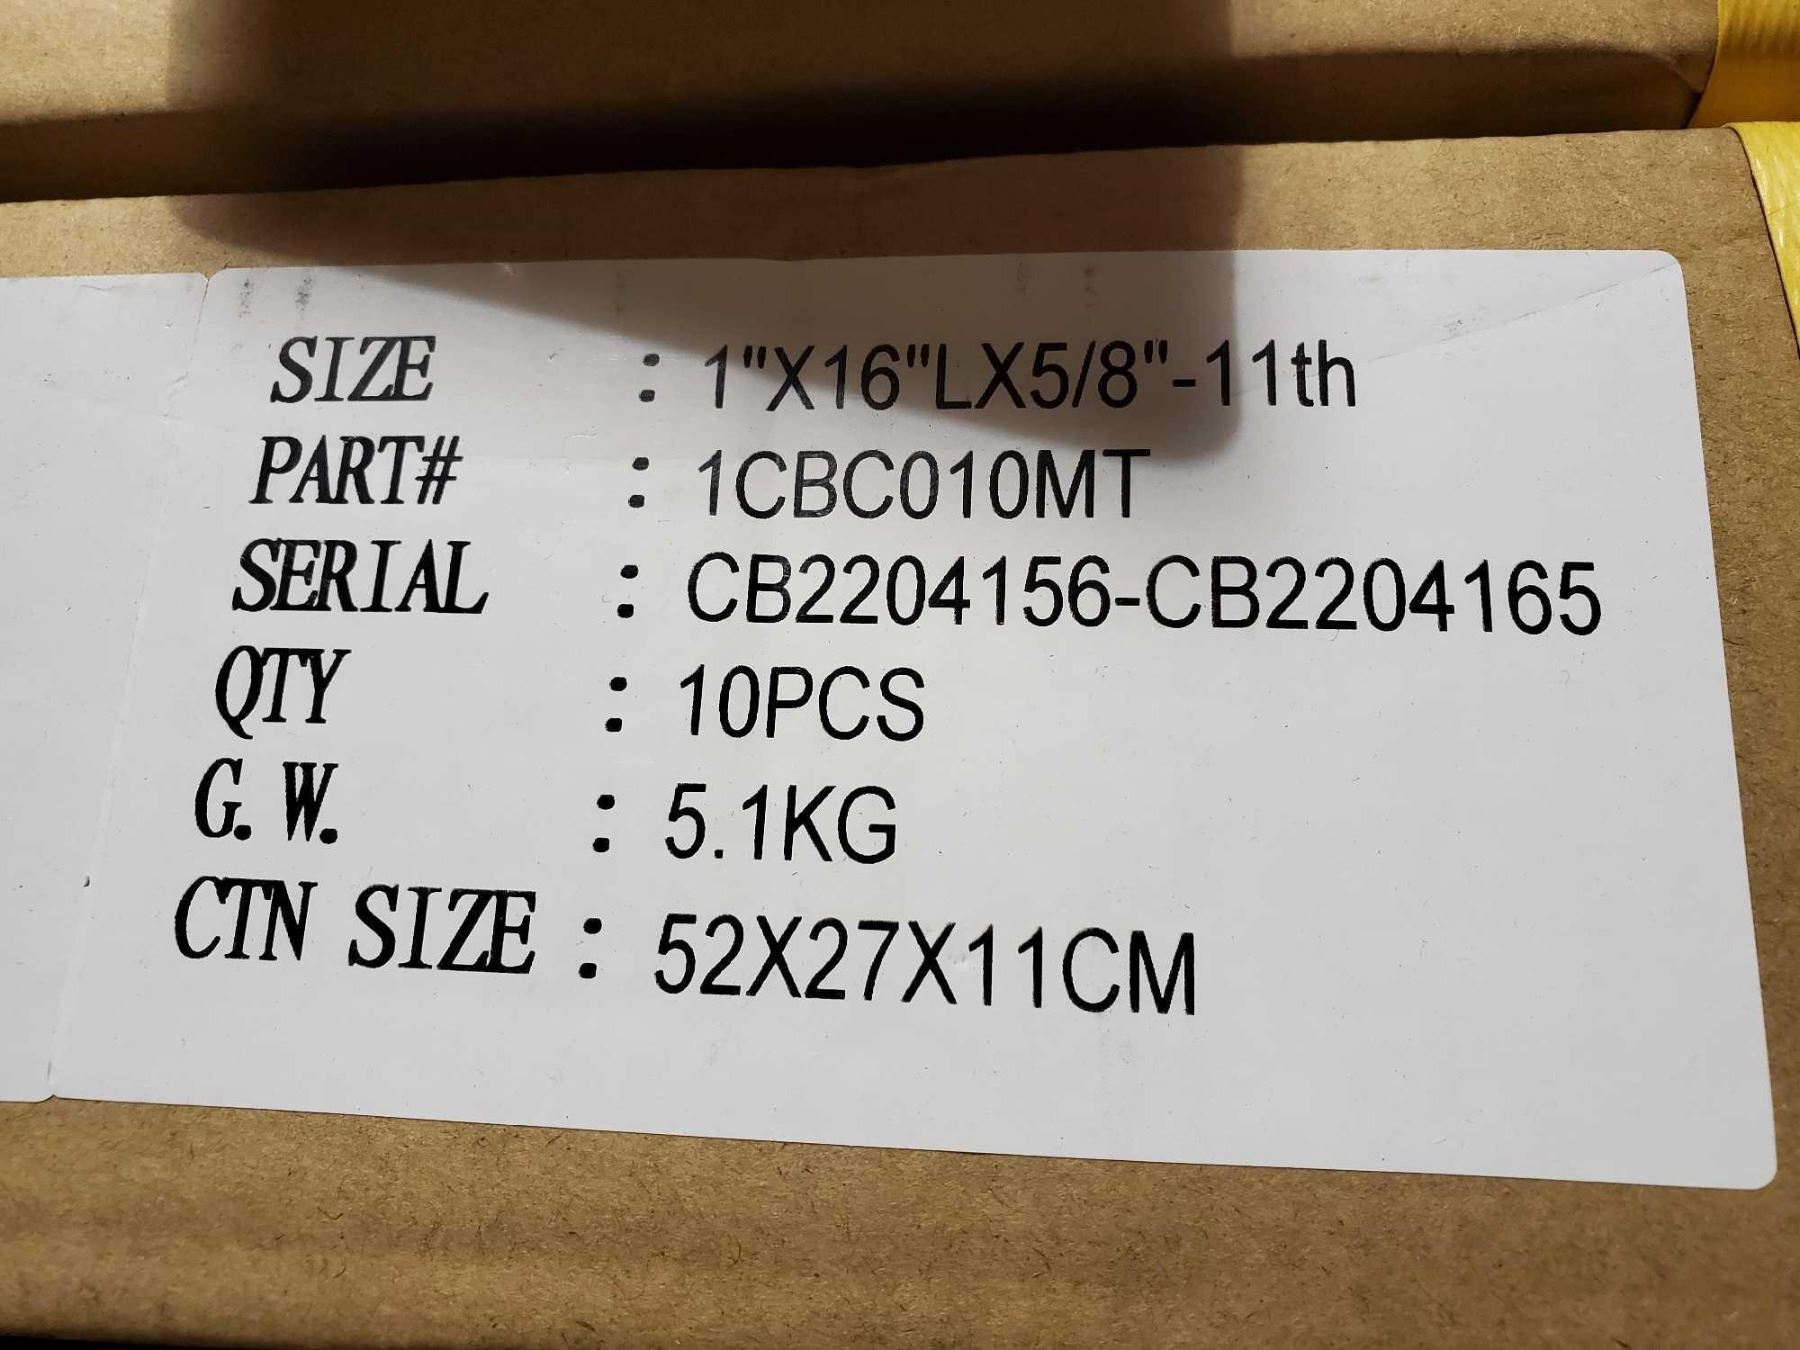 SIZE : 1"X16"LX5/8"-11th
PART# : 1CBC010MT
SERIAL : CB2204156-CB2204165
QTY : 10PCS
G.W. : 5.1KG
CTN SIZE : 52X27X11CM